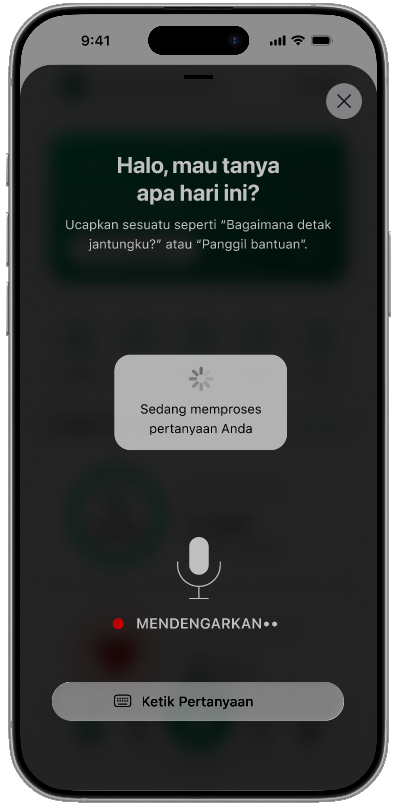 9:41
Halo, mau tanya
apa hari ini?
Ucapkan sesuatu seperti “Bagaimana detak
jantungku?” atau “Panggil bantuan”.
Sedang memproses
pertanyaan Anda
MENDENGARKAN••
Ketik Pertanyaan